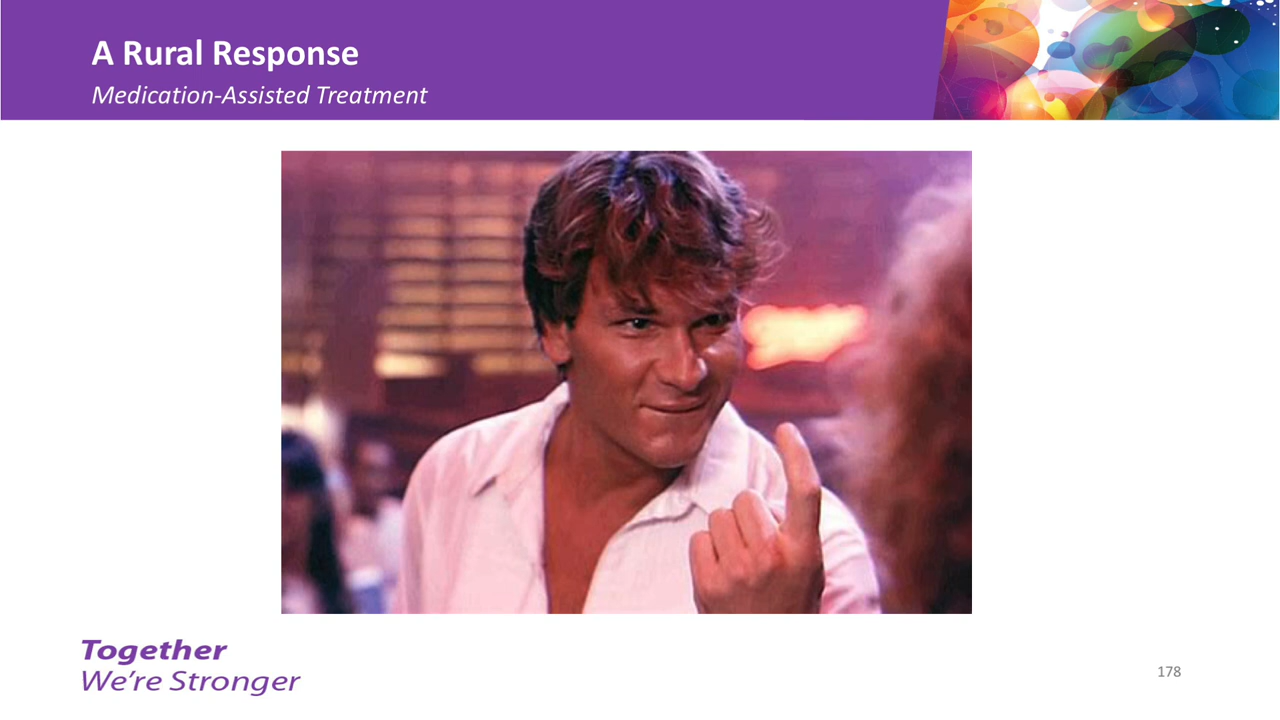 A Rural Response
Medication-Assisted Treatment
Together
We're Stronger
178